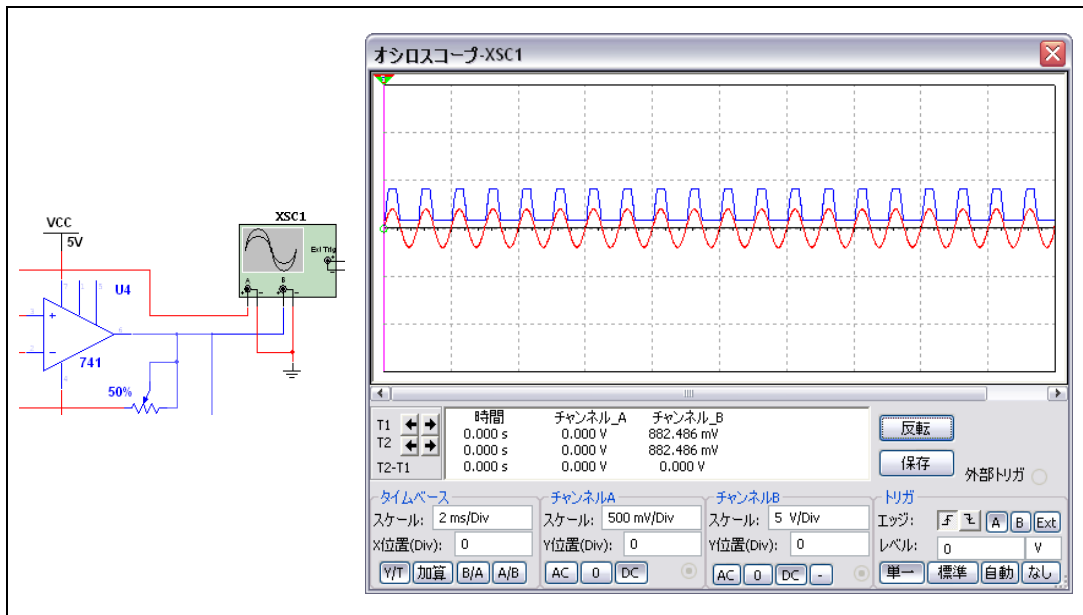 VCC
5V
U4
3
2
7
1
5
6
4
741
50%
XSC1
Ext Trig
A
B
オシロスコープ-XSC1
時間 チャンネル_A チャンネル_B
T1 0.000 s 0.000 V 882.486 mV
T2 0.000 s 0.000 V 882.486 mV
T2-T1 0.000 s 0.000 V 0.000 V
反転
保存
外部トリガ
タイムベース
スケール: 2 ms/Div
X位置(Div): 0
Y/T 加算 B/A A/B
チャンネルA
スケール: 500 mV/Div
Y位置(Div): 0
AC 0 DC
チャンネルB
スケール: 5 V/Div
Y位置(Div): 0
AC 0 DC -
トリガ
エッジ: A B Ext
レベル: 0 V
単一 標準 自動 なし